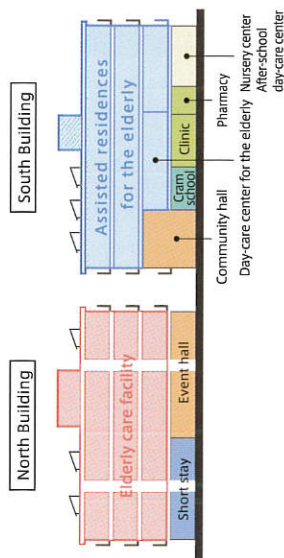 North Building
Elderly care facility
Short stay
Event hall
South Building
Assisted residences
for the elderly
Cram
school
Clinic
Community hall
Day-care center for the elderly
Pharmacy
Nursery center
After-school
day-care center